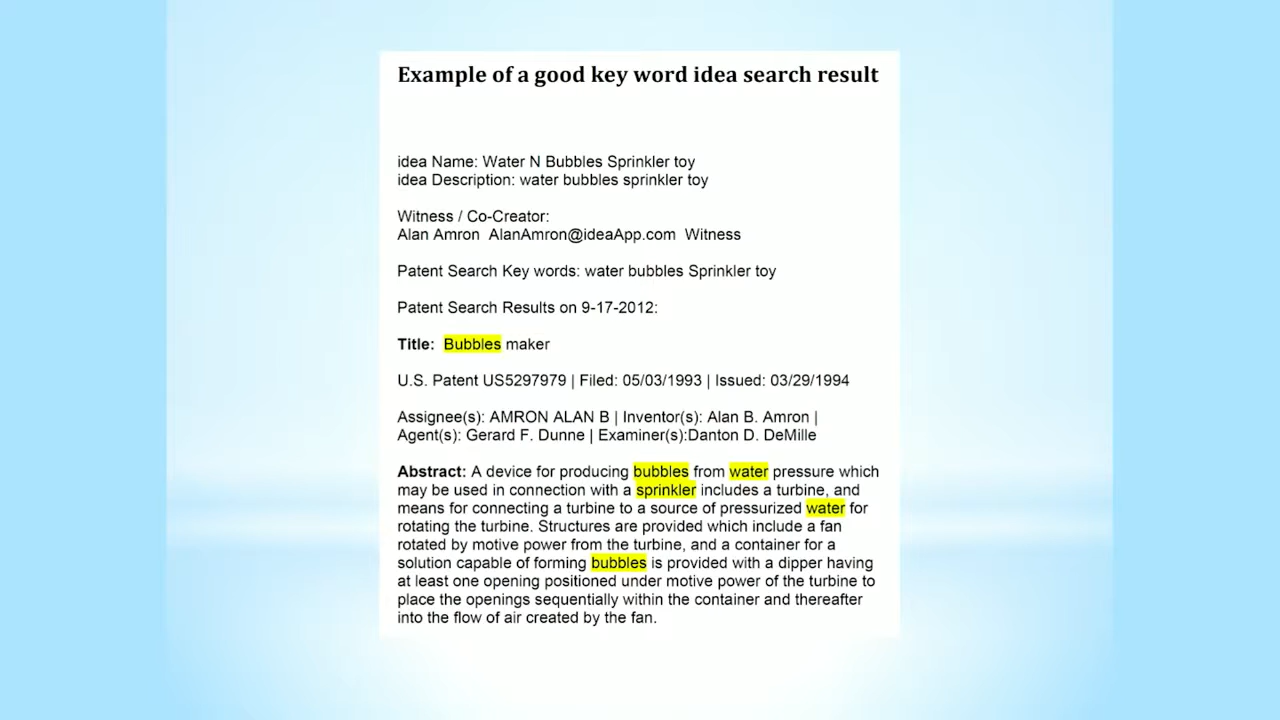 Example of a good key word idea search result
idea Name: Water N Bubbles Sprinkler toy
idea Description: water bubbles sprinkler toy
Witness / Co-Creator:
Alan Amron  AlanAmron@ideaApp.com  Witness
Patent Search Key words: water bubbles Sprinkler toy
Patent Search Results on 9-17-2012:
Title:  Bubbles maker
U.S. Patent US5297979 | Filed: 05/03/1993 | Issued: 03/29/1994
Assignee(s): AMRON ALAN B | Inventor(s): Alan B. Amron |
Agent(s): Gerard F. Dunne | Examiner(s):Danton D. DeMille
Abstract: A device for producing bubbles from water pressure which
may be used in connection with a sprinkler includes a turbine, and
means for connecting a turbine to a source of pressurized water for
rotating the turbine. Structures are provided which include a fan
rotated by motive power from the turbine, and a container for a
solution capable of forming bubbles is provided with a dipper having
at least one opening positioned under motive power of the turbine to
place the openings sequentially within the container and thereafter
into the flow of air created by the fan.